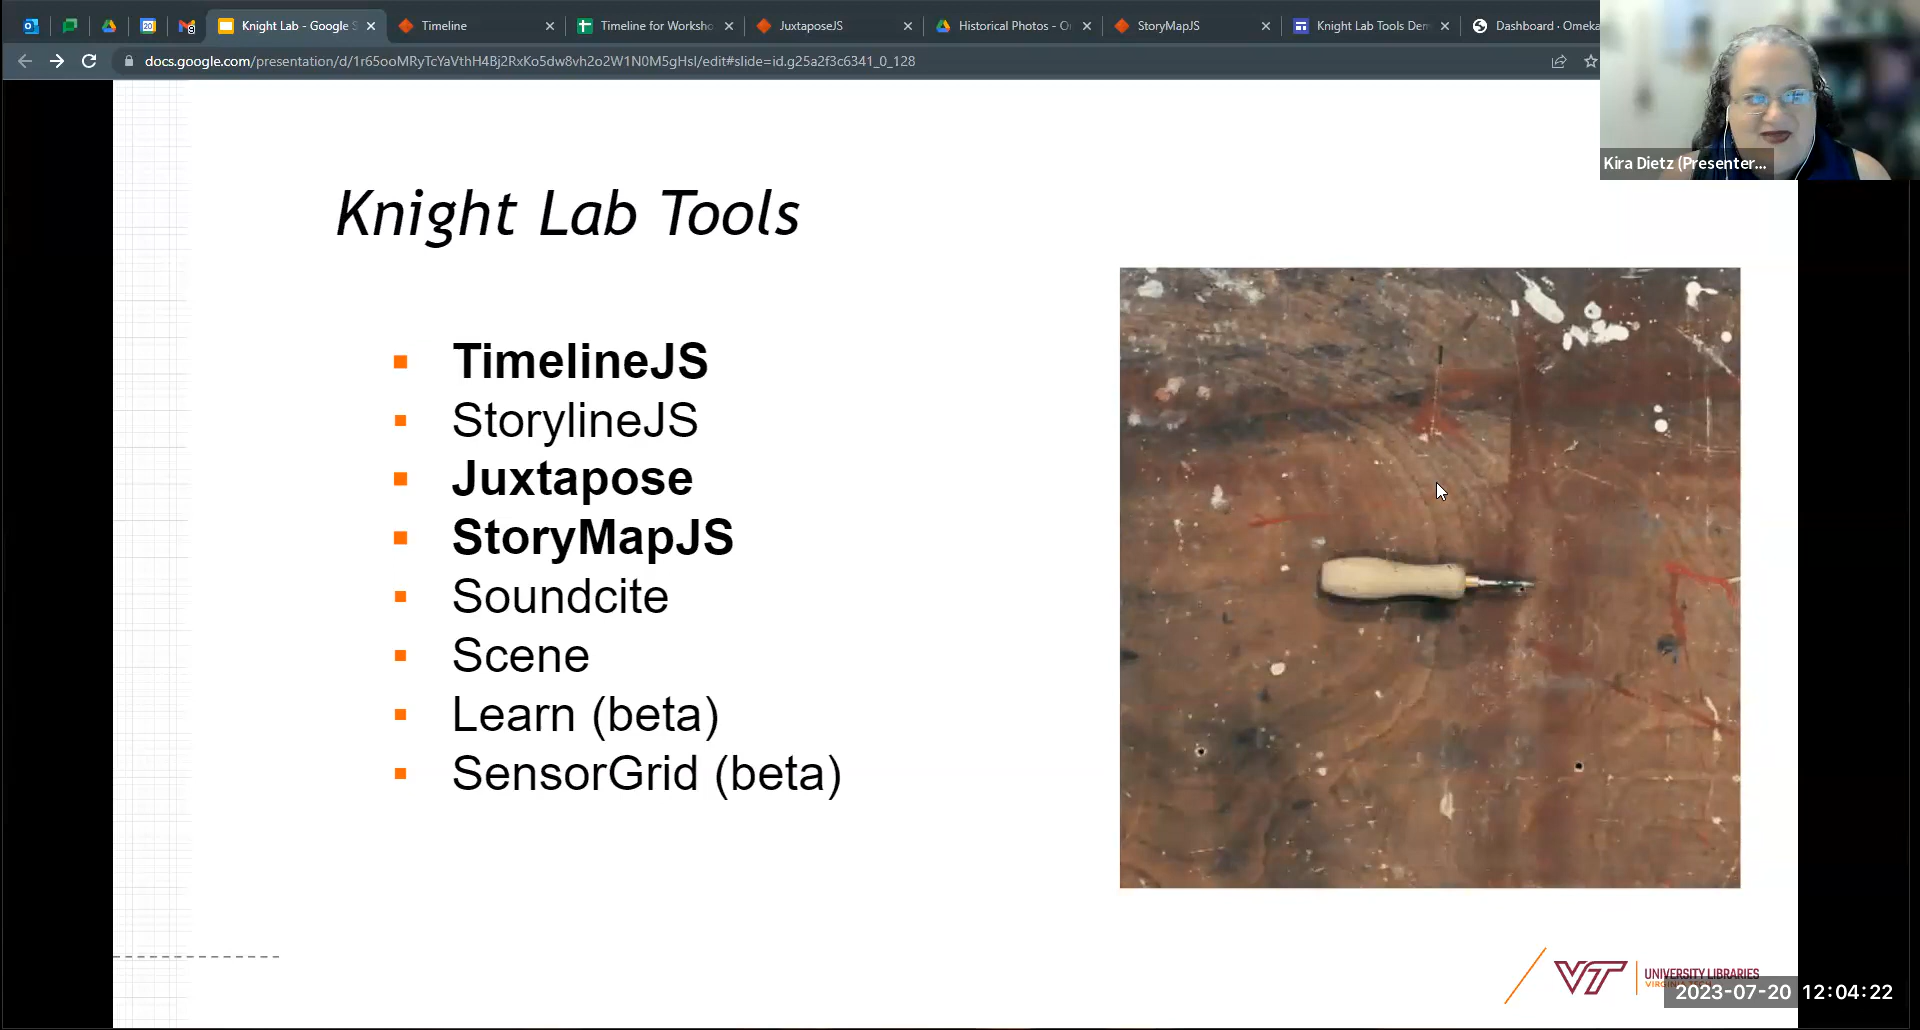 Knight Lab - Google S
Timeline
Timeline for Worksho
JuxtaposeJS
Historical Photos - O
StoryMapJS
Knight Lab Tools Dem
Dashboard · Omeka
docs.google.com/presentation/d/1r65ooMRyTcYaVthH4Bj2RxKo5dw8vh2o2W1N0M5gHsI/edit#slide=id.g25a2f3c6341_0_128
Kira Dietz (Presenter...
Knight Lab Tools
TimelineJS
StorylineJS
Juxtapose
StoryMapJS
Soundcite
Scene
Learn (beta)
SensorGrid (beta)
VT
UNIVERSITY LIBRARIES
2023-07-20 12:04:22